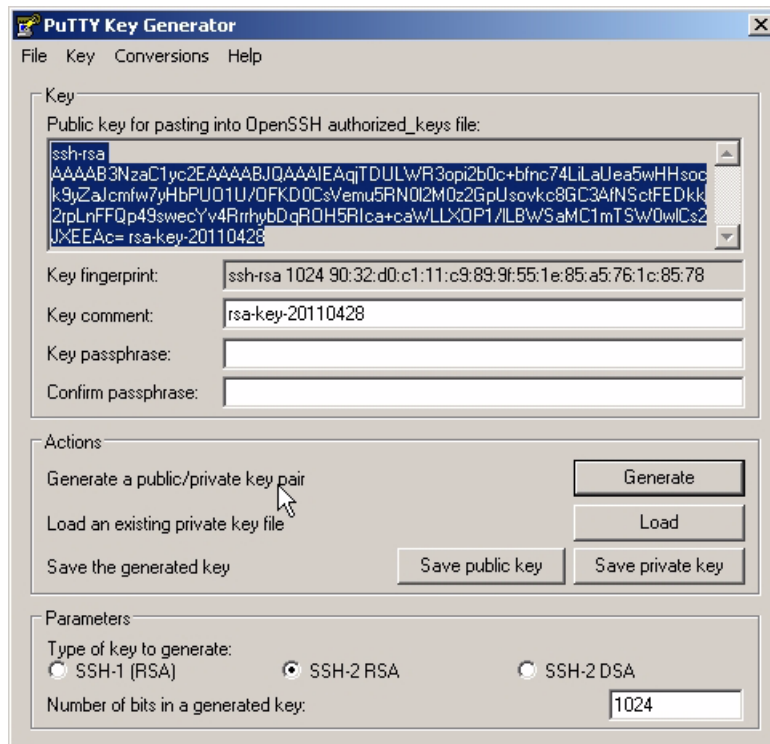 PuTTY Key Generator
File Key Conversions Help
Key
Public key for pasting into OpenSSH authorized_keys file:
ssh-rsa
AAAAB3NzaC1yc2EAAAABJQAAAIEAqjTDULWR3opi2b0c+bfnc74LiLaUea5wHHsoc
k9yZaJcmfw7yHbPUO1U/OFKD0CsVemu5RN0l2M0z2GpUsovkc8GC3AfNSctFEDkk
2rpLnFFQp49swecYv4RrrhybDqROH5RIca+caWLLXOP1/ILBWSaMC1mTSW0wlCs2
JXEEAc= rsa-key-20110428
Key fingerprint: ssh-rsa 1024 90:32:d0:c1:11:c9:89:9f:55:1e:85:a5:76:1c:85:78
Key comment: rsa-key-20110428
Key passphrase:
Confirm passphrase:
Actions
Generate a public/private key pair Generate
Load an existing private key file Load
Save the generated key Save public key Save private key
Parameters
Type of key to generate:
SSH-1 (RSA) SSH-2 RSA SSH-2 DSA
Number of bits in a generated key: 1024